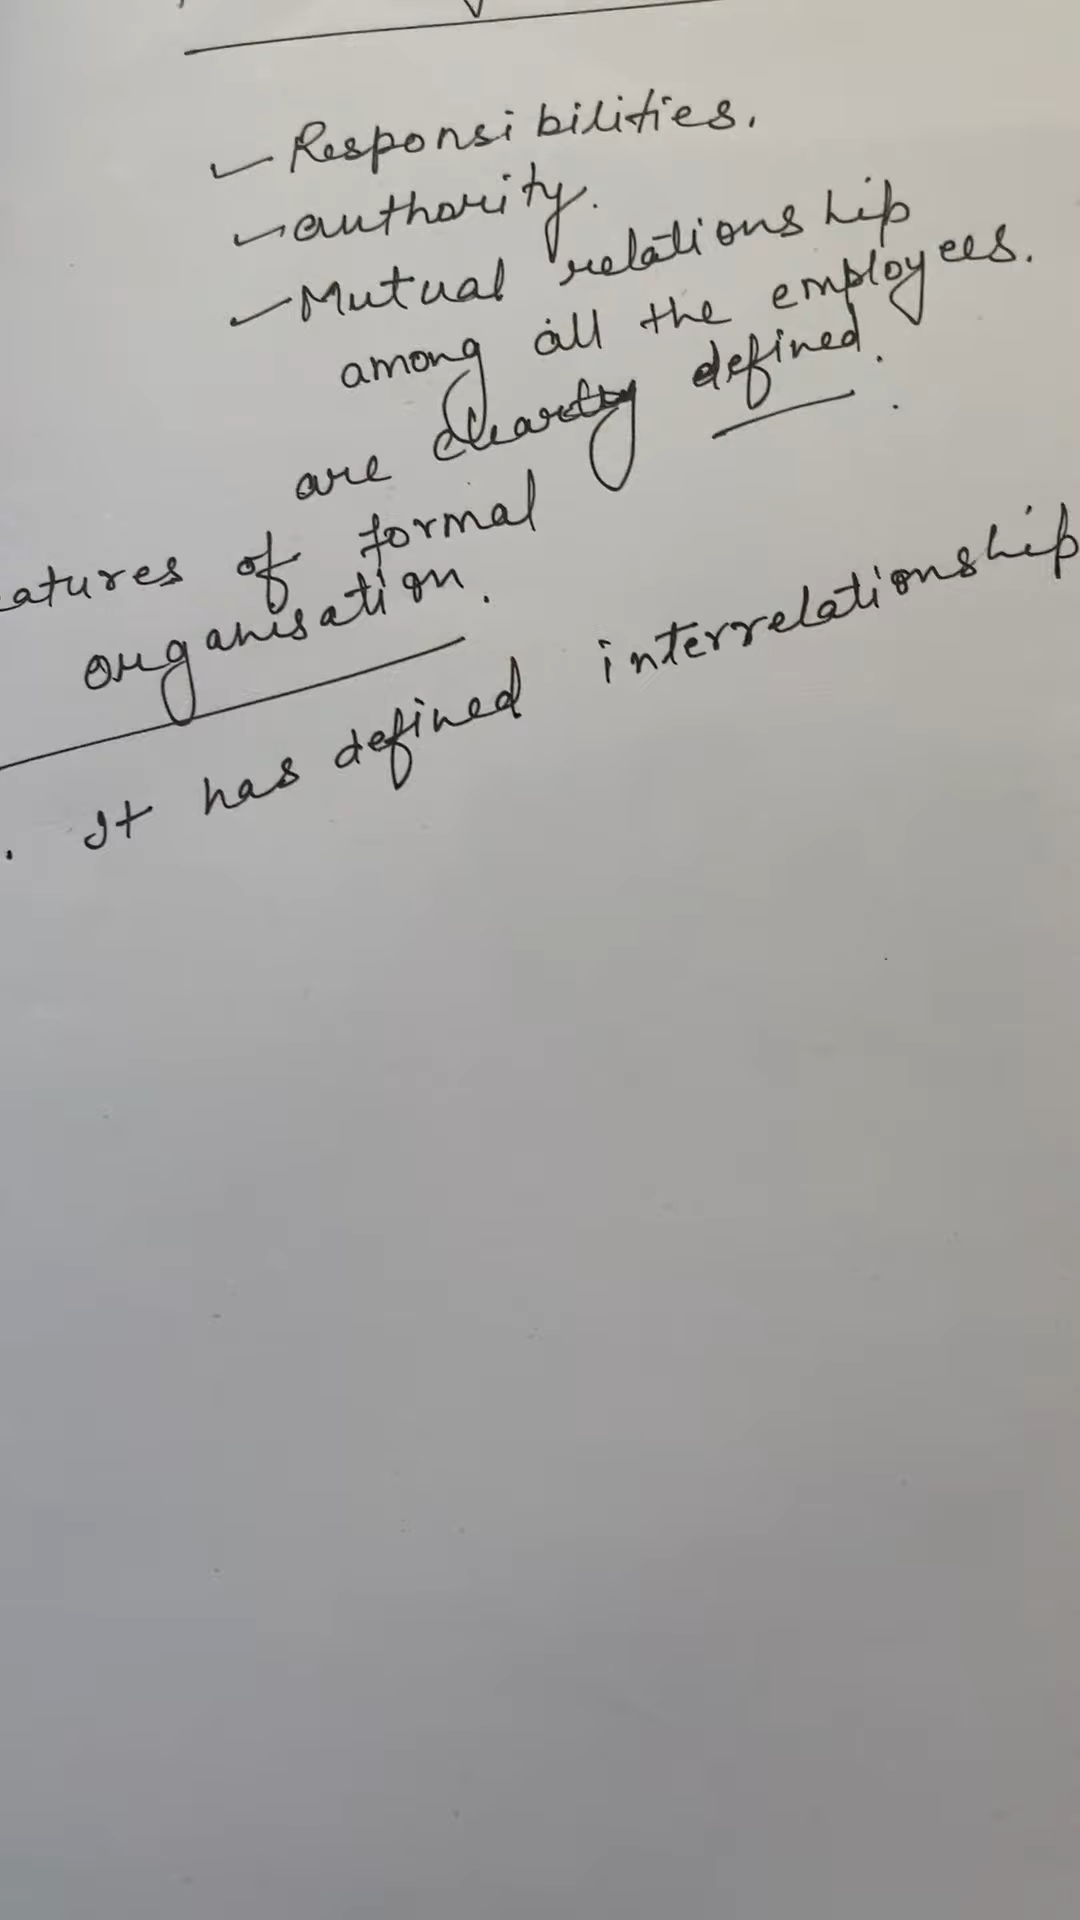 - Responsibilities.
- authority.
- Mutual relationship
among all the employees.
are clearly defined.
atures of formal
organisation.
. It has defined interrelationship